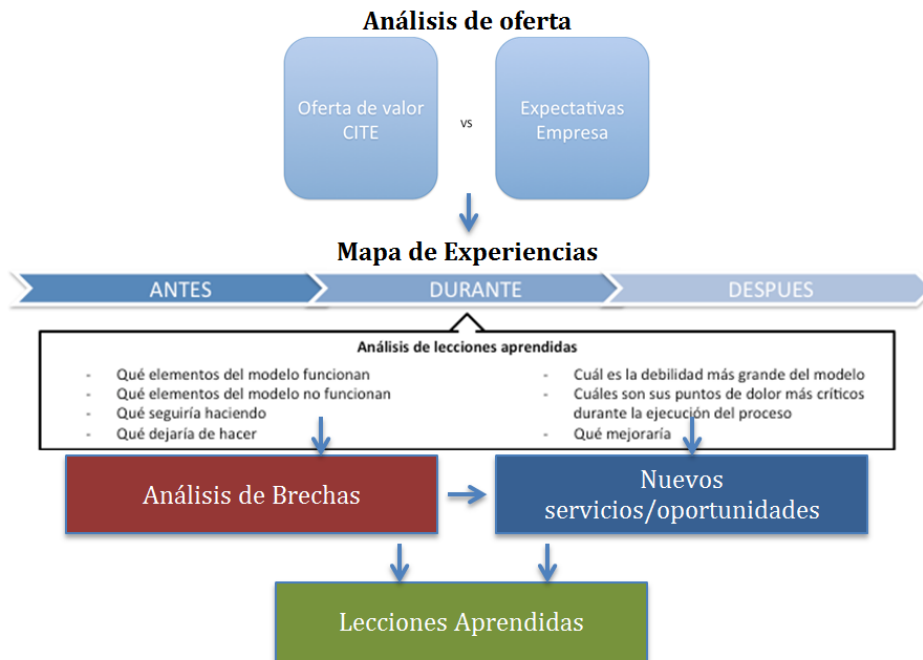 Análisis de oferta
Oferta de valor
CITE
vs
Expectativas
Empresa
Mapa de Experiencias
ANTES
DURANTE
DESPUES
Análisis de lecciones aprendidas
- Qué elementos del modelo funcionan
- Qué elementos del modelo no funcionan
- Qué seguiría haciendo
- Qué dejaría de hacer
- Cuál es la debilidad más grande del modelo
- Cuáles son sus puntos de dolor más críticos
durante la ejecución del proceso
- Qué mejoraría
Análisis de Brechas
Nuevos
servicios/oportunidades
Lecciones Aprendidas